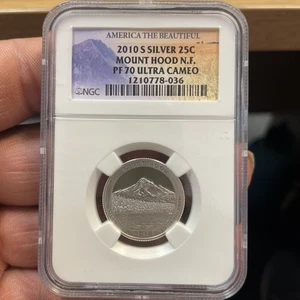 AMERICA THE BEAUTIFUL
2010 S SILVER 25C
MOUNT HOOD N.F.
PF 70 ULTRA CAMEO
1210778-036
NGC